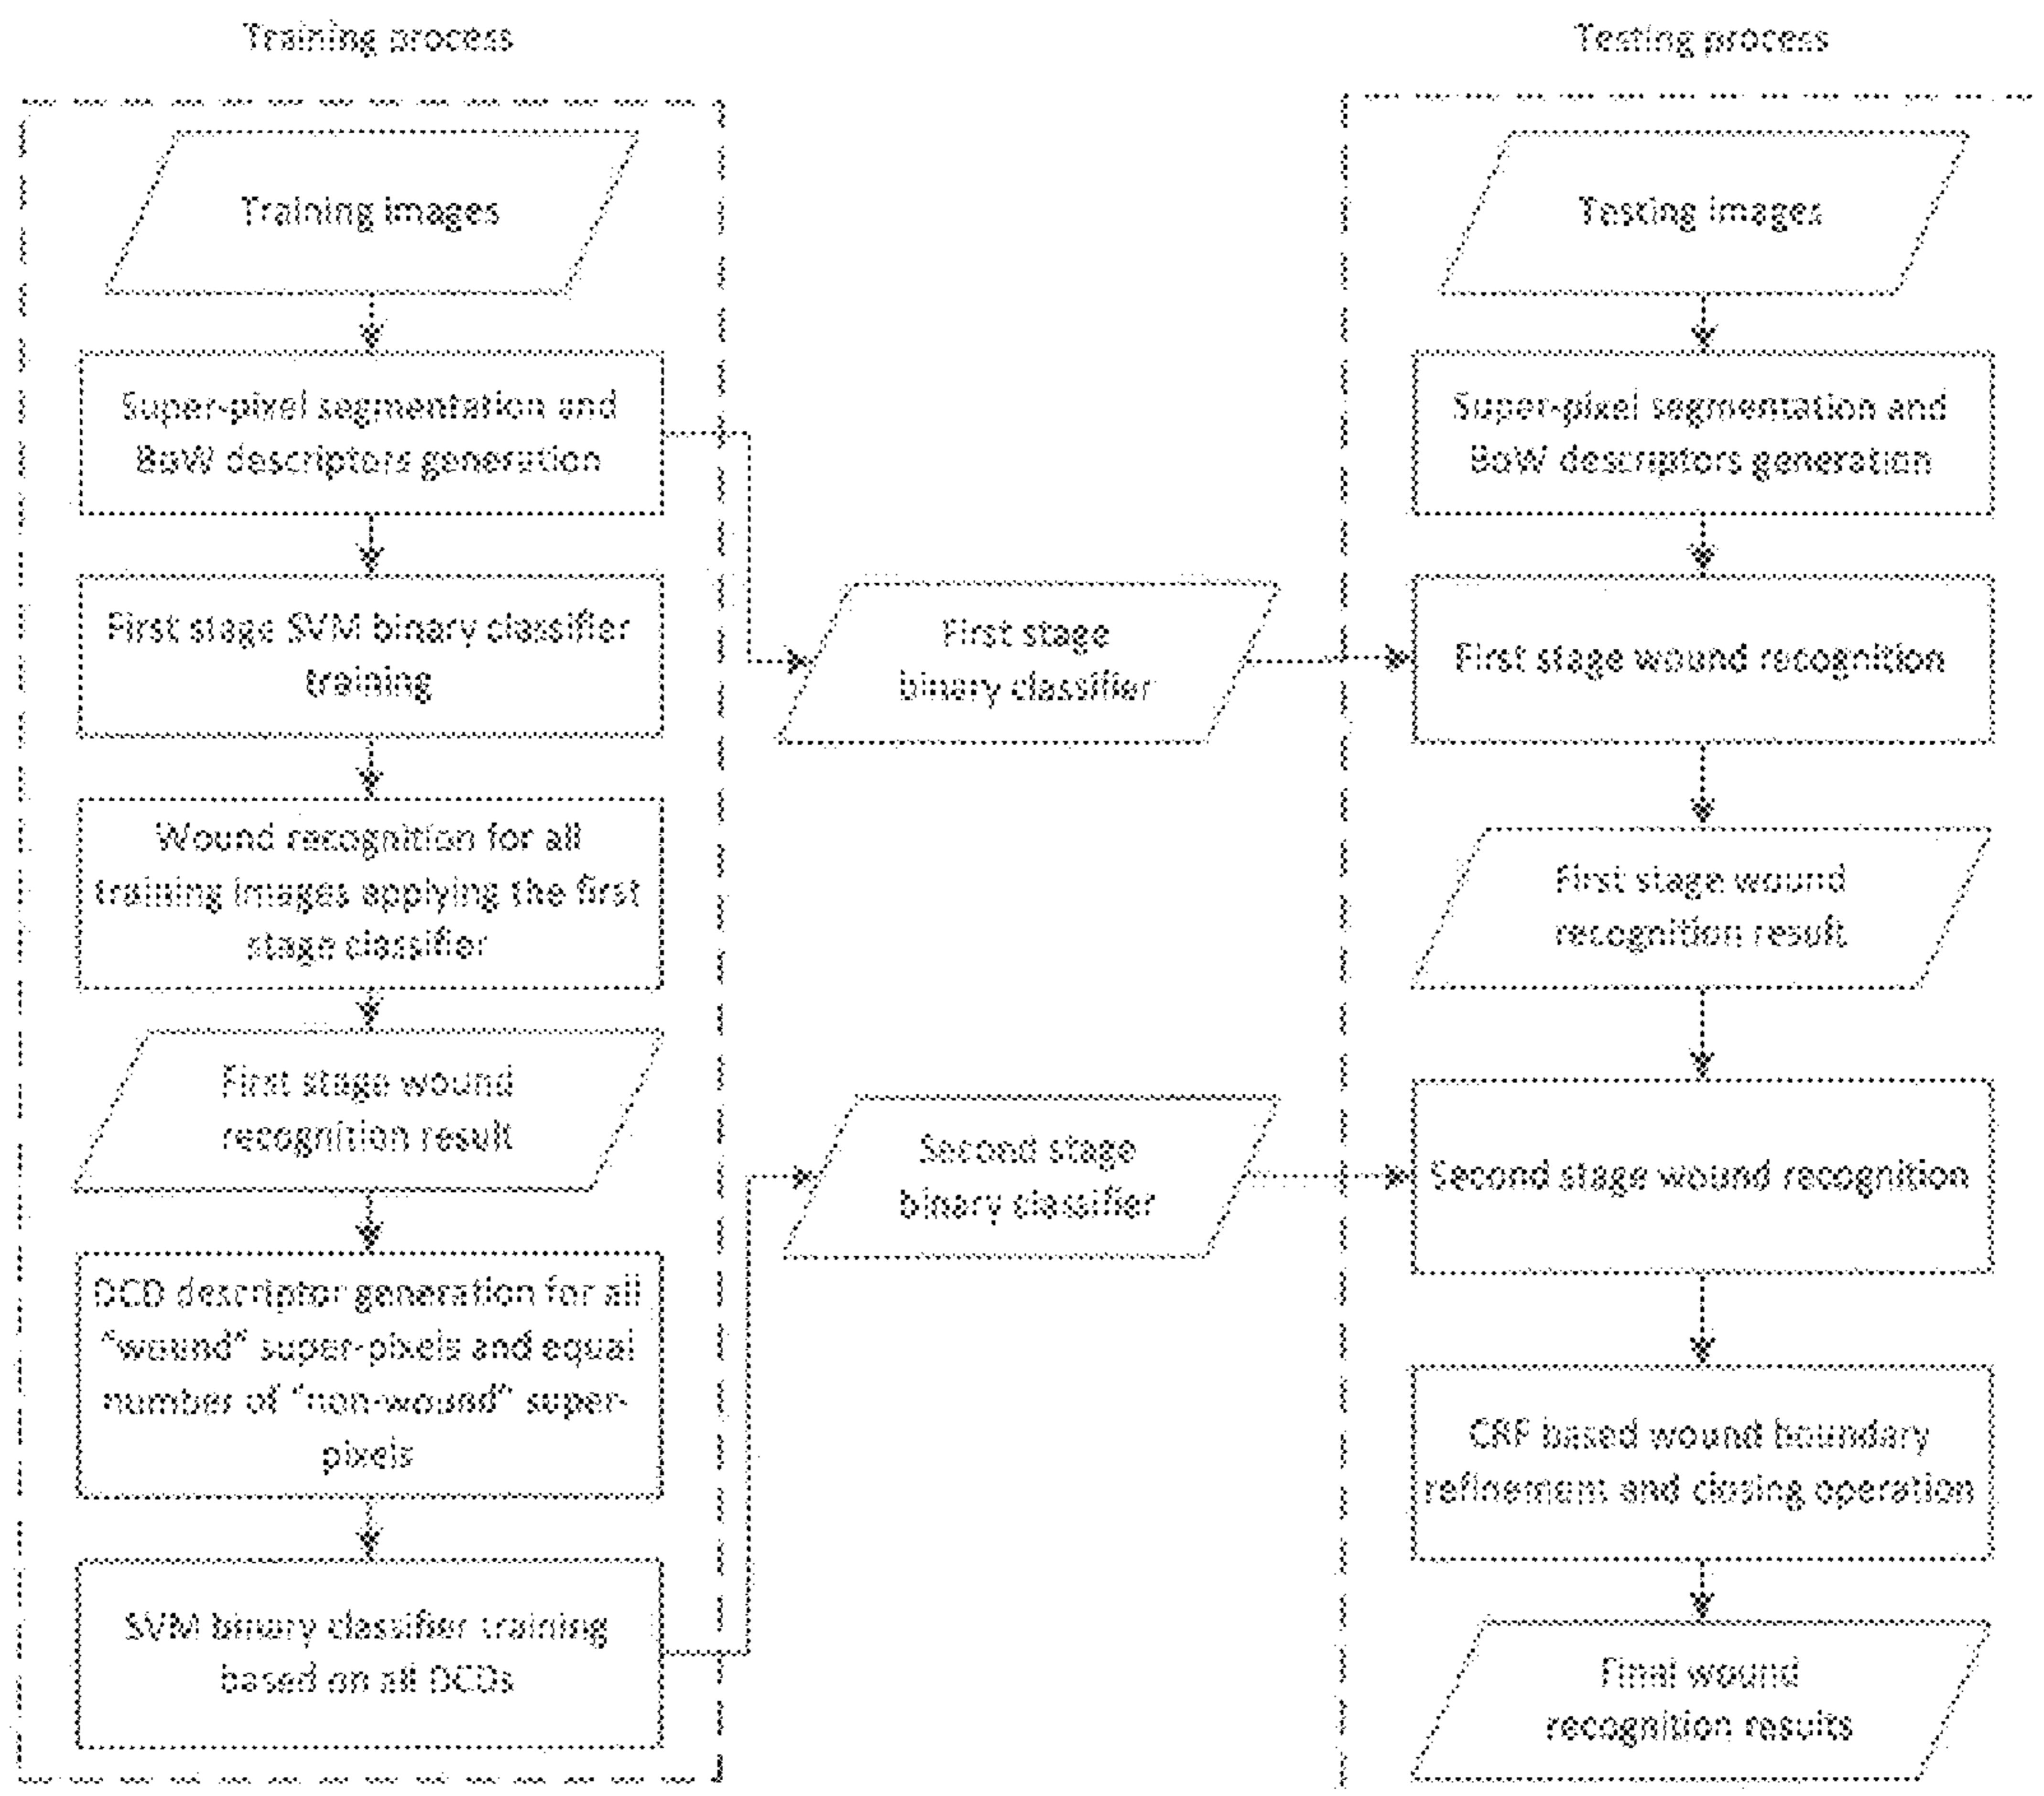 Training process
Training images
Super-pixel segmentation and
BoW descriptors generation
First stage SVM binary classifier
training
Wound recognition for all
training images applying the first
stage classifier
First stage wound
recognition result
DCD descriptor generation for all
"wound" super-pixels and equal
number of "non-wound" super-
pixels
SVM binary classifier training
based on all DCDs
First stage
binary classifier
Second stage
binary classifier
Testing process
Testing images
Super-pixel segmentation and
BoW descriptors generation
First stage wound recognition
First stage wound
recognition result
Second stage wound recognition
CRF based wound boundary
refinement and closing operation
Final wound
recognition results